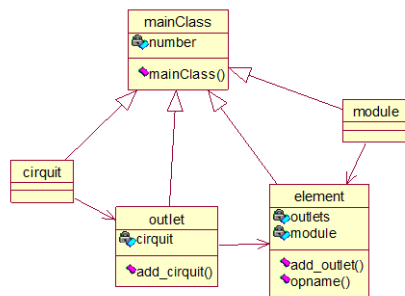 mainClass
number
mainClass()
module
cirquit
outlet
cirquit
add_cirquit()
element
outlets
module
add_outlet()
opname()